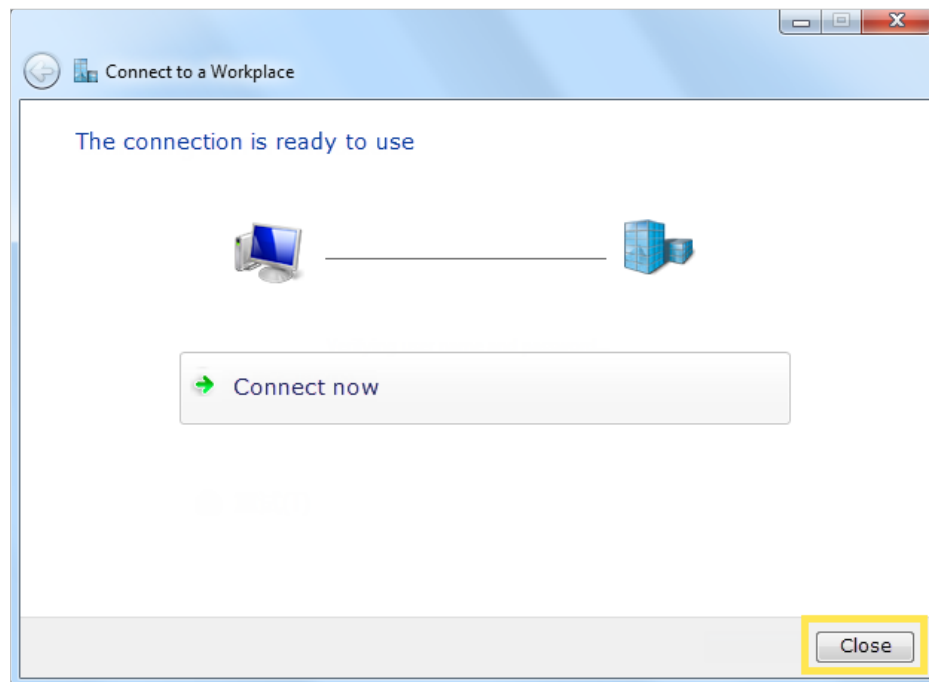 Connect to a Workplace
The connection is ready to use
Connect now
Close